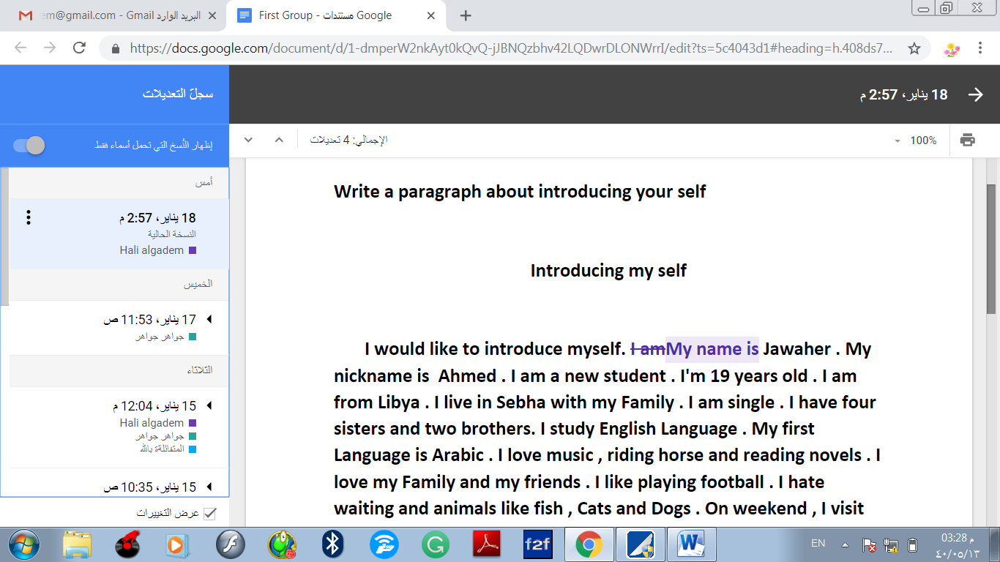 em@gmail.com - Gmail البريد الوارد
First Group - مستندات Google
https://docs.google.com/document/d/1-dmperW2nkAyt0kQvQ-jJBNQzbhv42LQDwrDLONWrrI/edit?ts=5c4043d1#heading=h.408ds7...
سجلّ التعديلات
18 يناير، 2:57 م
إظهار النُسخ التي تحمل أسماء فقط
الإجمالي: 4 تعديلات
100%
أمس
18 يناير، 2:57 م
النسخة الحالية
Hali algadem
الخميس
17 يناير، 11:53 ص
جواهر جواهر
الثلاثاء
15 يناير، 12:04 م
Hali algadem
جواهر جواهر
المتفائلة بالله
15 يناير، 10:35 ص
عرض التغييرات
Write a paragraph about introducing your self
Introducing my self
I would like to introduce myself. I amMy name is Jawaher . My
nickname is Ahmed . I am a new student . I'm 19 years old . I am
from Libya . I live in Sebha with my Family . I am single . I have four
sisters and two brothers. I study English Language . My first
Language is Arabic . I love music , riding horse and reading novels . I
love my Family and my friends . I like playing football . I hate
waiting and animals like fish , Cats and Dogs . On weekend , I visit
f2f
EN
03:28 م
٤٠/٠٥/١٣